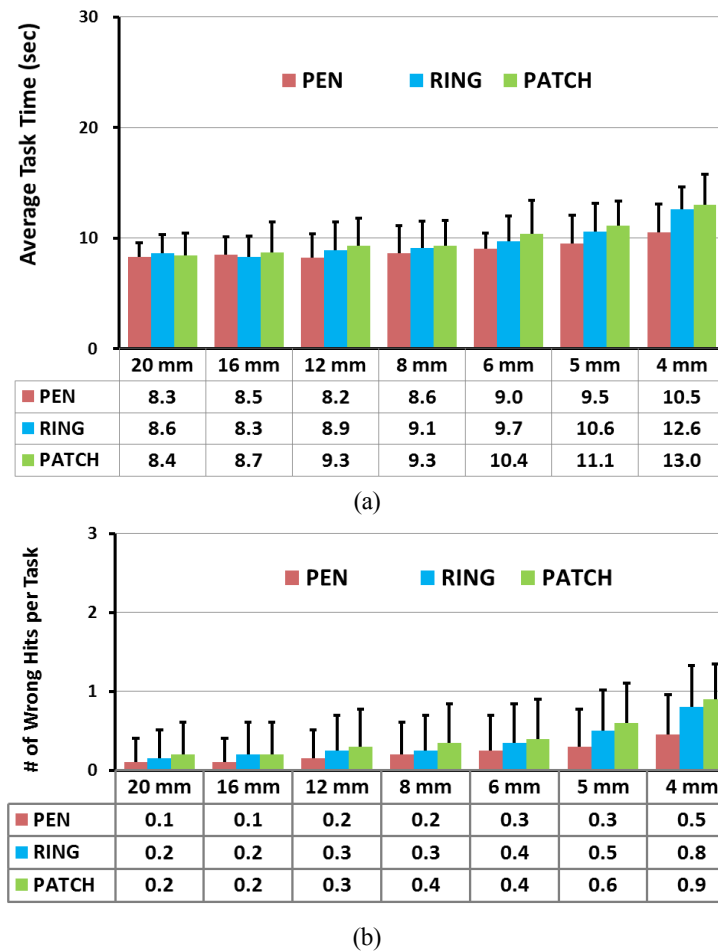 30
20
10
0
Average Task Time (sec)
PEN RING PATCH
20 mm 16 mm 12 mm 8 mm 6 mm 5 mm 4 mm
PEN 8.3 8.5 8.2 8.6 9.0 9.5 10.5
RING 8.6 8.3 8.9 9.1 9.7 10.6 12.6
PATCH 8.4 8.7 9.3 9.3 10.4 11.1 13.0
(a)
3
2
1
0
# of Wrong Hits per Task
PEN RING PATCH
20 mm 16 mm 12 mm 8 mm 6 mm 5 mm 4 mm
PEN 0.1 0.1 0.2 0.2 0.3 0.3 0.5
RING 0.2 0.2 0.3 0.3 0.4 0.5 0.8
PATCH 0.2 0.2 0.3 0.4 0.4 0.6 0.9
(b)